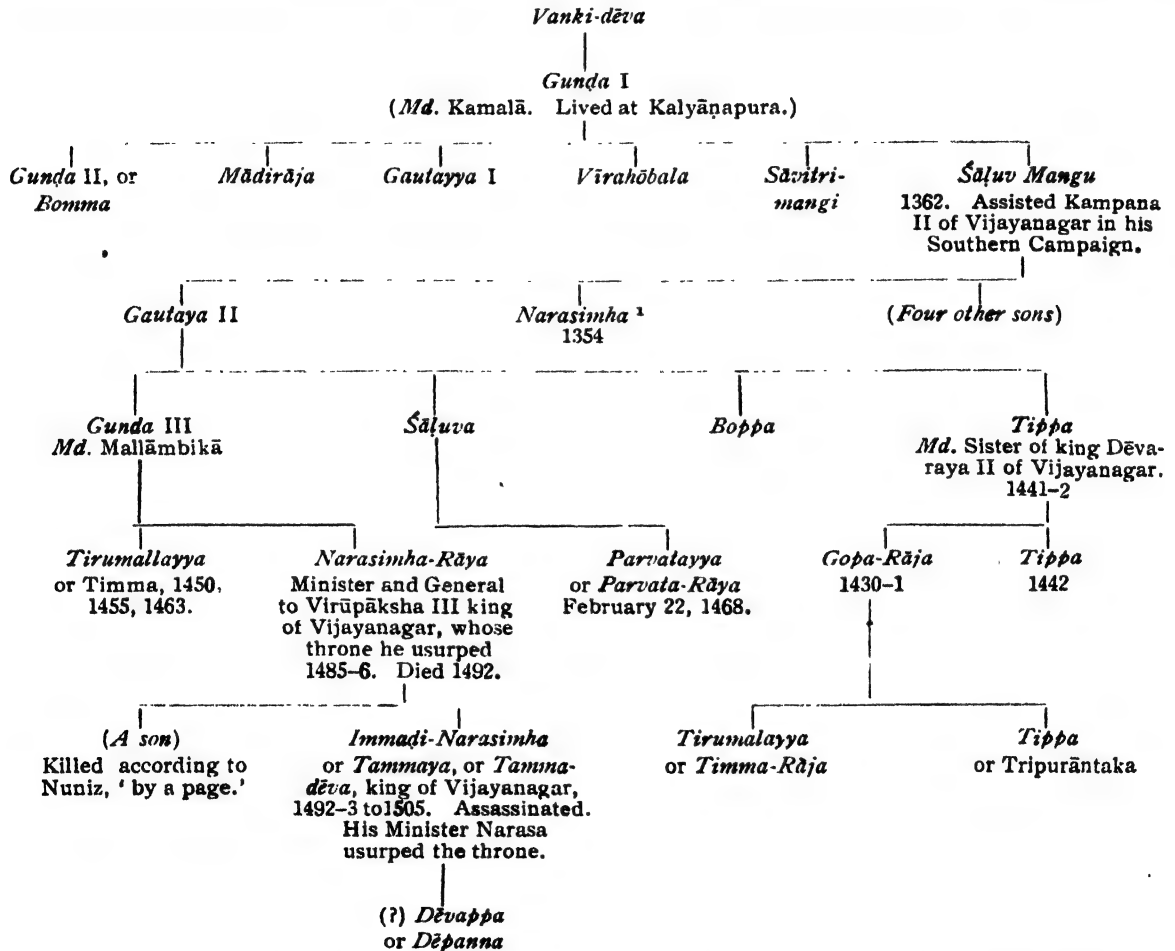 Vanki-dēva
Gunḍa I
(Md. Kamalā. Lived at Kalyāṇapura.)
Gunḍa II, or
Bomma
Mādirāja
Gautayya I
Vīrahōbala
Sāvitri-
mangi
Śāḷuv Mangu
1362. Assisted Kampana
II of Vijayanagar in his
Southern Campaign.
Gautaya II
Narasimha ¹
1354
(Four other sons)
Gunda III
Md. Mallāmbikā
Śāḷuva
Boppa
Tippa
Md. Sister of king Dēva-
raya II of Vijayanagar.
1441–2
Tirumallayya
or Timma, 1450,
1455, 1463.
Narasimha-Rāya
Minister and General
to Virūpāksha III king
of Vijayanagar, whose
throne he usurped
1485–6. Died 1492.
Parvatayya
or Parvata-Rāya
February 22, 1468.
Gopa-Rāja
1430–1
Tippa
1442
(A son)
Killed according to
Nuniz, ‘ by a page.’
Immaḍi-Narasimha
or Tammaya, or Tamma-
dēva, king of Vijayanagar,
1492–3 to 1505. Assassinated.
His Minister Narasa
usurped the throne.
Tirumalayya
or Timma-Rāja
Tippa
or Tripurāntaka
(?) Dēvappa
or Dēpanna